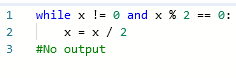 1 while x != 0 and x % 2 == 0:
2     x = x / 2
3 #No output